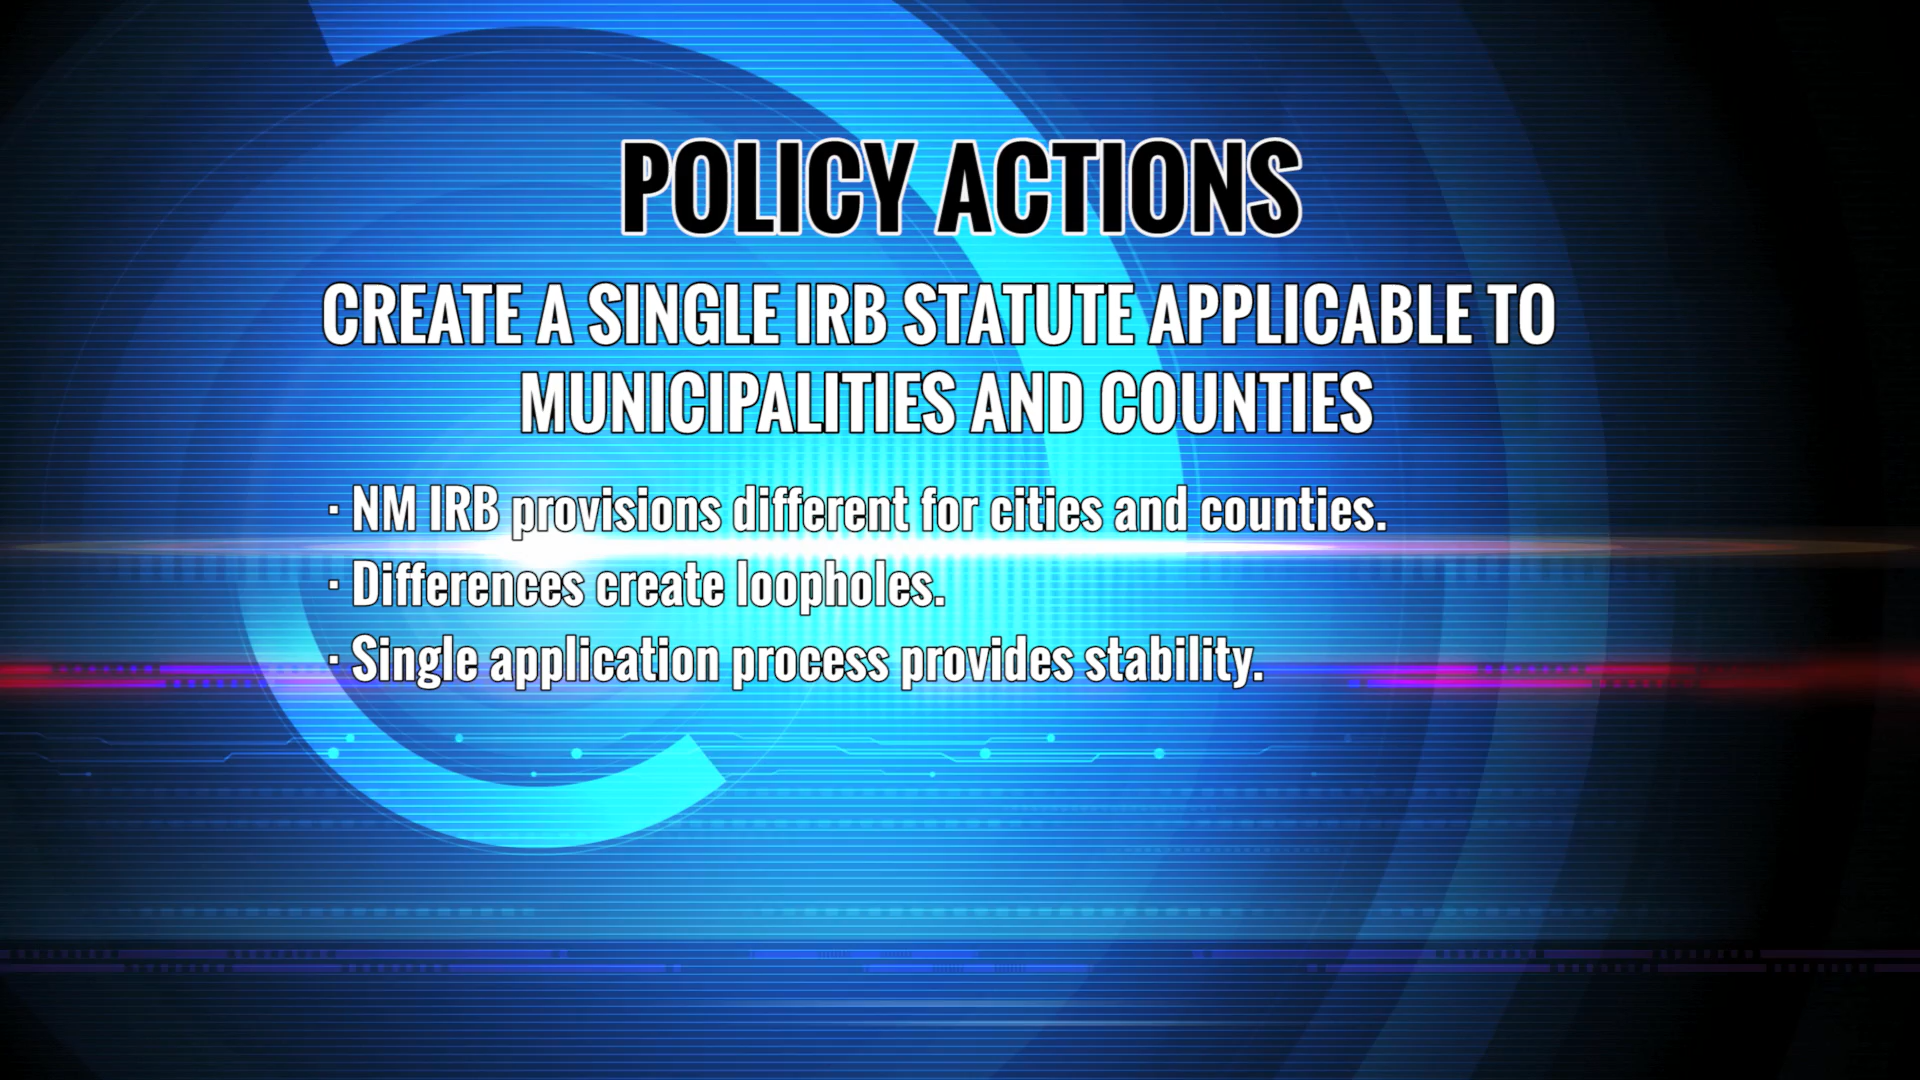 POLICY ACTIONS
CREATE A SINGLE IRB STATUTE APPLICABLE TO
MUNICIPALITIES AND COUNTIES
· NM IRB provisions different for cities and counties.
· Differences create loopholes.
· Single application process provides stability.